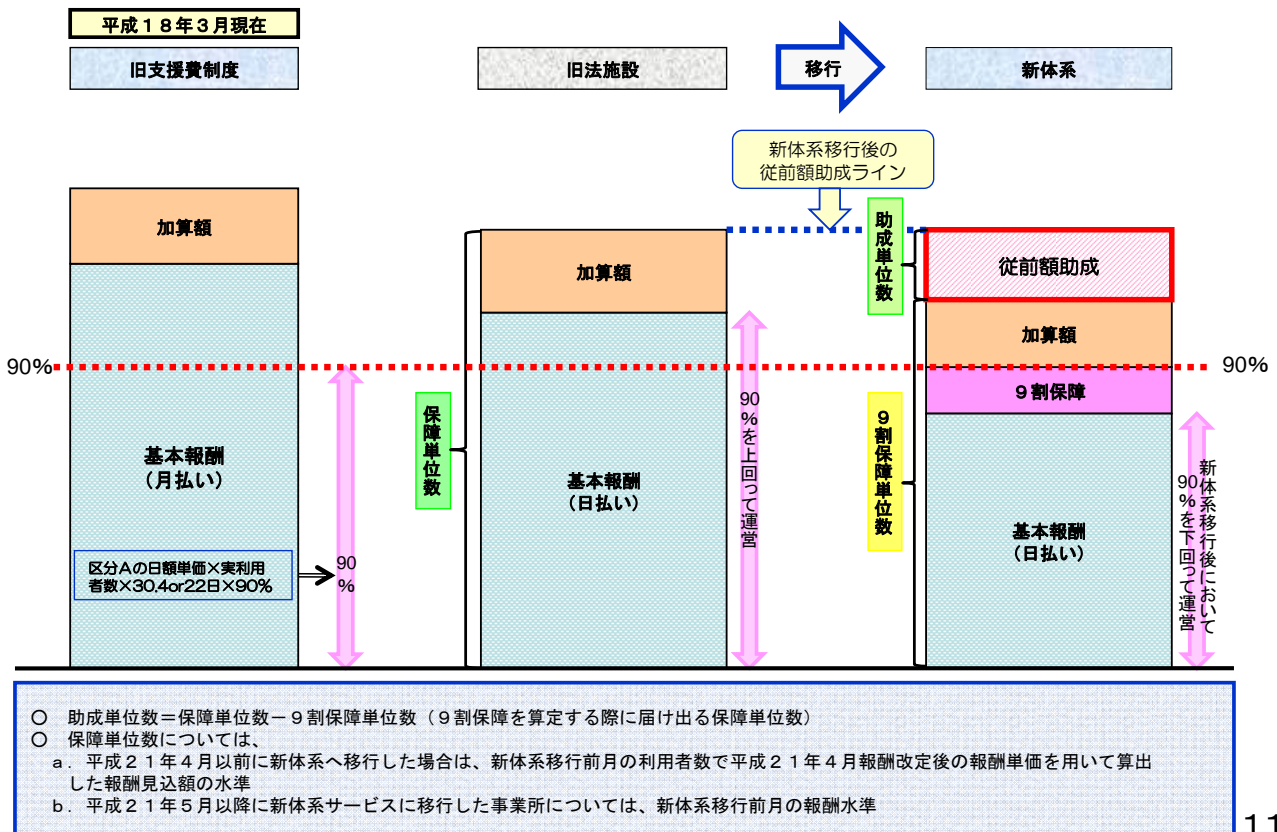 平成１８年３月現在
旧支援費制度
旧法施設
移行
新体系
新体系移行後の
従前額助成ライン
加算額
加算額
助成単位数
従前額助成
加算額
90%
90%
９割保障
保障単位数
90%を上回って運営
９割保障単位数
基本報酬
（月払い）
基本報酬
（日払い）
基本報酬
（日払い）
新体系移行後において
90%を下回って運営
区分Ａの日額単価×実利用
者数×30.4or22日×90%
90%
○　助成単位数＝保障単位数－９割保障単位数（９割保障を算定する際に届け出る保障単位数）
○　保障単位数については、
ａ．平成２１年４月以前に新体系へ移行した場合は、新体系移行前月の利用者数で平成２１年４月報酬改定後の報酬単価を用いて算出
した報酬見込額の水準
ｂ．平成２１年５月以降に新体系サービスに移行した事業所については、新体系移行前月の報酬水準
11